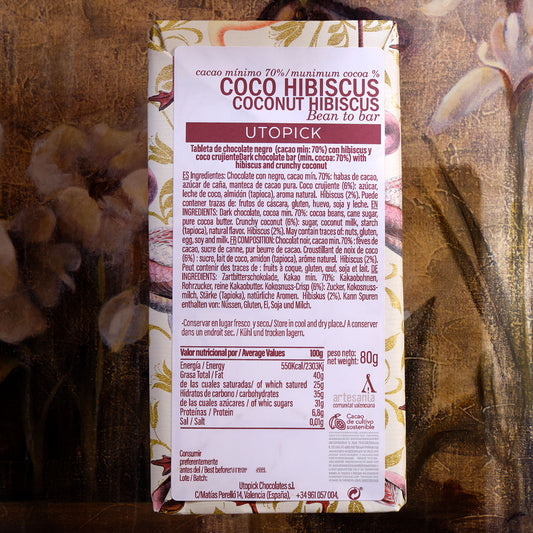 cacao mínimo 70%/munimum cocoa %
COCO HIBISCUS
COCONUT HIBISCUS
Bean to bar
UTOPICK
Tableta de chocolate negro (cacao min: 70%) con hibiscus y
coco crujienteDark chocolate bar (min. cocoa: 70%) with
hibiscus and crunchy coconut
ES Ingredientes: Chocolate con negro, cacao mín. 70%: habas de cacao,
azúcar de caña, manteca de cacao pura. Coco crujiente (6%): azúcar,
leche de coco, almidón (tapioca), aroma natural. Hibiscus (2%). Puede
contener trazas de: frutos de cáscara, gluten, huevo, soja y leche. EN
INGREDIENTS: Dark chocolate, cocoa min. 70%: cocoa beans, cane sugar,
pure cocoa butter. Crunchy coconut (6%): sugar, coconut milk, starch
(tapioca), natural flavor. Hibiscus (2%). May contain traces of: nuts, gluten,
egg, soy and milk. FR COMPOSITION: Chocolat noir, cacao min.70% : fèves de
cacao, sucre de canne, pur beurre de cacao. Croustillant de noix de coco
(6%) : sucre, lait de coco, amidon (tapioca), arôme naturel. Hibiscus (2%).
Peut contenir des traces de : fruits à coque, gluten, œuf, soja et lait. DE
INGREDIENTS: Zartbitterschokolade, Kakao min. 70%: Kakaobohnen,
Rohrzucker, reine Kakaobutter. Kokosnuss-Crisp (6%): Zucker, Kokosnuss-
milch, Stärke (Tapioka), natürliche Aromen. Hibiskus (2%). Kann Spuren
enthalten von: Nüssen, Gluten, Ei, Soja und Milch.
-Conservar en lugar fresco y seco./ Store in cool and dry place./ A conserver
dans un endroit sec. / Kühl und trocken lagern.
Valor nutricional por / Average Values 100g
Energía / Energy 550Kcal/2303K
Grasa Total / Fat 40g
de las cuales saturadas/ of which satured 25g
Hidratos de carbono / carbohydrates 35g
de las cuales azúcares / of whic sugars 31g
Proteínas / Protein 6,8g
Sal / Salt 0,01g
peso neto:
net weight: 80g
artesanía
comunitat valenciana
Cacao
de cultivo
sostenible
Consumir
preferentemente
antes del / Best before
Lote / Batch:
Utopick Chocolates s.l.
C/Matías Perelló 14, Valencia (España), +34 961 057 004,